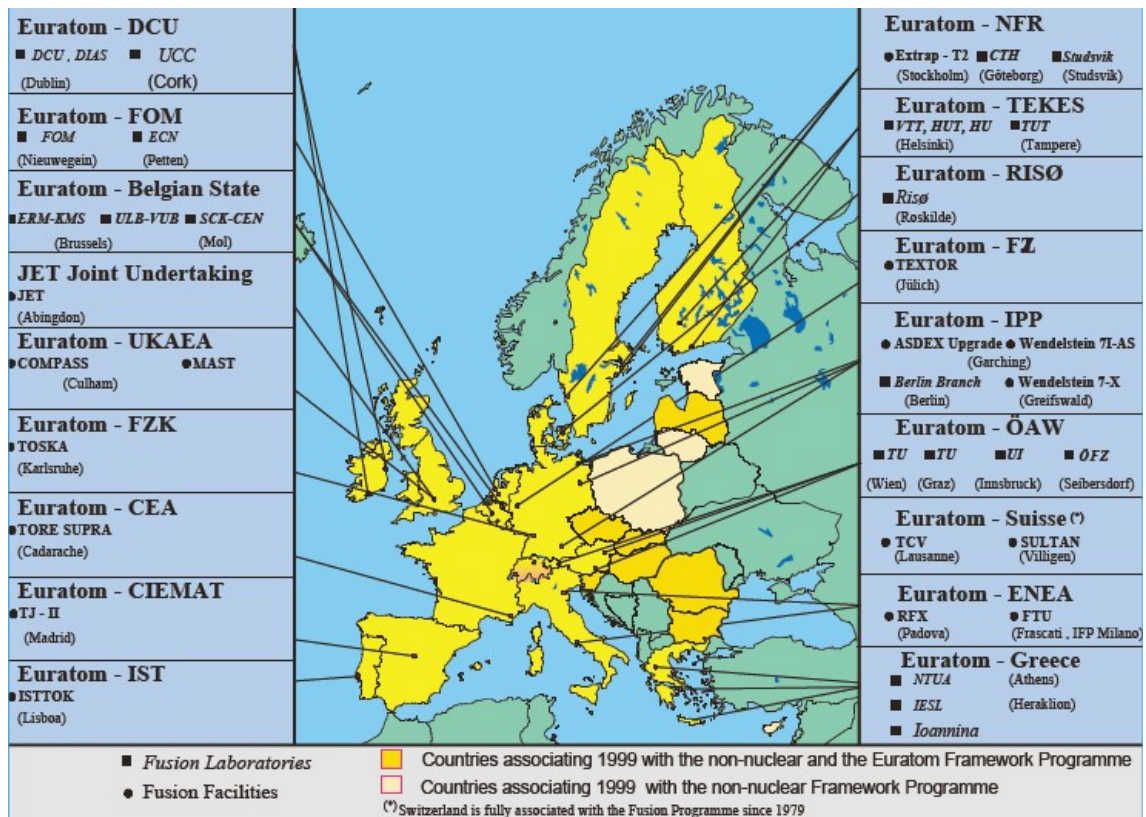 Euratom - DCU
DCU , DIAS UCC
(Dublin) (Cork)
Euratom - FOM
FOM ECN
(Nieuwegein) (Petten)
Euratom - Belgian State
ERM-KMS ULB-VUB SCK-CEN
(Brussels) (Mol)
JET Joint Undertaking
JET
(Abingdon)
Euratom - UKAEA
COMPASS MAST
(Culham)
Euratom - FZK
TOSKA
(Karlsruhe)
Euratom - CEA
TORE SUPRA
(Cadarache)
Euratom - CIEMAT
TJ - II
(Madrid)
Euratom - IST
ISTTOK
(Lisboa)
Euratom - NFR
Extrap - T2 CTH Studsvik
(Stockholm) (Göteborg) (Studsvik)
Euratom - TEKES
VTT, HUT, HU TUT
(Helsinki) (Tampere)
Euratom - RISØ
Risø
(Røskilde)
Euratom - FZJ
TEXTOR
(Jülich)
Euratom - IPP
ASDEX Upgrade Wendelstein 7I-AS
(Garching)
Berlin Branch Wendelstein 7-X
(Berlin) (Greifswald)
Euratom - ÖAW
TU TU UI ÖFZ
(Wien) (Graz) (Innsbruck) (Seibersdorf)
Euratom - Suisse (*)
TCV SULTAN
(Lausanne) (Villigen)
Euratom - ENEA
RFX FTU
(Padova) (Frascati , IFP Milano)
Euratom - Greece
NTUA (Athens)
IESL (Heraklion)
Ioannina
Fusion Laboratories
Fusion Facilities
Countries associating 1999 with the non-nuclear and the Euratom Framework Programme
Countries associating 1999 with the non-nuclear Framework Programme
(*) Switzerland is fully associated with the Fusion Programme since 1979